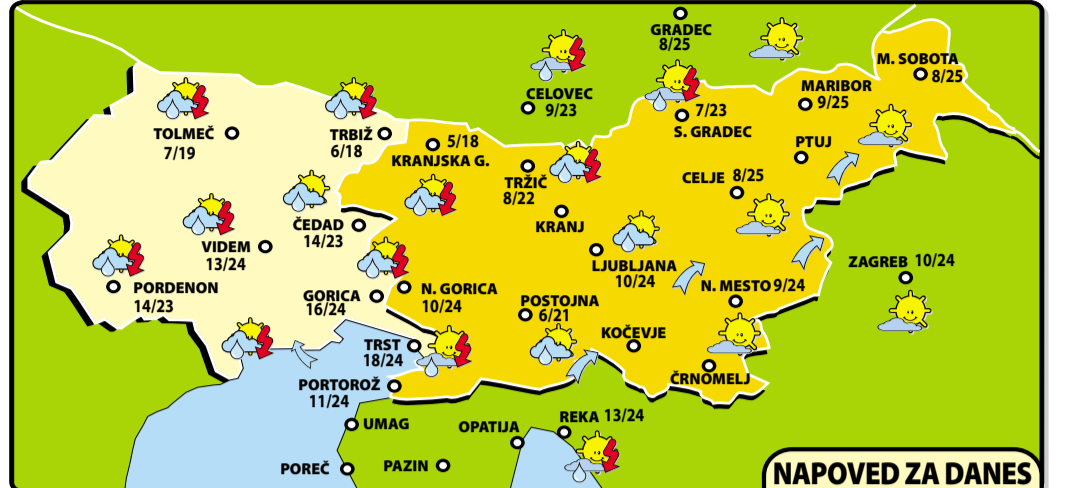 GRADEC
8/25
M. SOBOTA
8/25
MARIBOR
9/25
CELOVEC
9/23
7/23
S. GRADEC
TOLMEČ
7/19
TRBIŽ
6/18
5/18
KRANJSKA G.
PTUJ
TRŽIČ
8/22
CELJE 8/25
KRANJ
ČEDAD
14/23
VIDEM
13/24
LJUBLJANA
10/24
ZAGREB 10/24
PORDENON
14/23
GORICA
16/24
N. GORICA
10/24
N. MESTO 9/24
POSTOJNA
6/21
KOČEVJE
TRST
18/24
ČRNOMELJ
PORTOROŽ
11/24
UMAG
OPATIJA
REKA 13/24
POREČ
PAZIN
NAPOVED ZA DANES